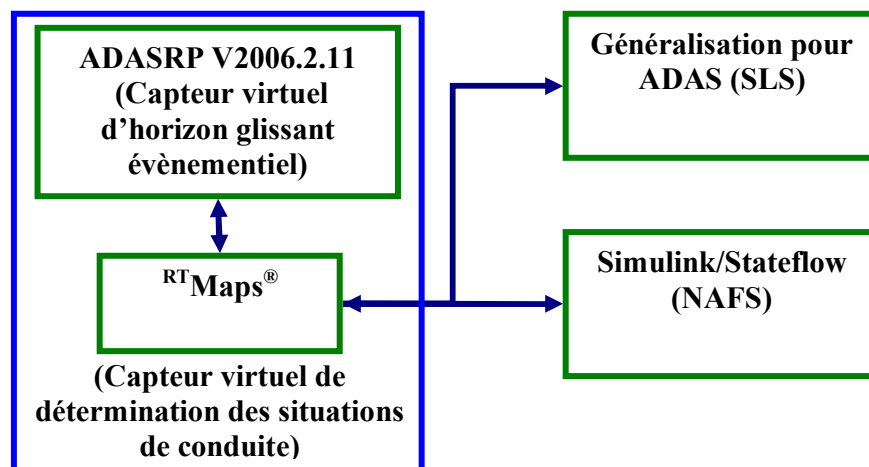 ADASRP V2006.2.11
(Capteur virtuel
d’horizon glissant
évènementiel)
RTMaps®
(Capteur virtuel de
détermination des situations
de conduite)
Généralisation pour
ADAS (SLS)
Simulink/Stateflow
(NAFS)